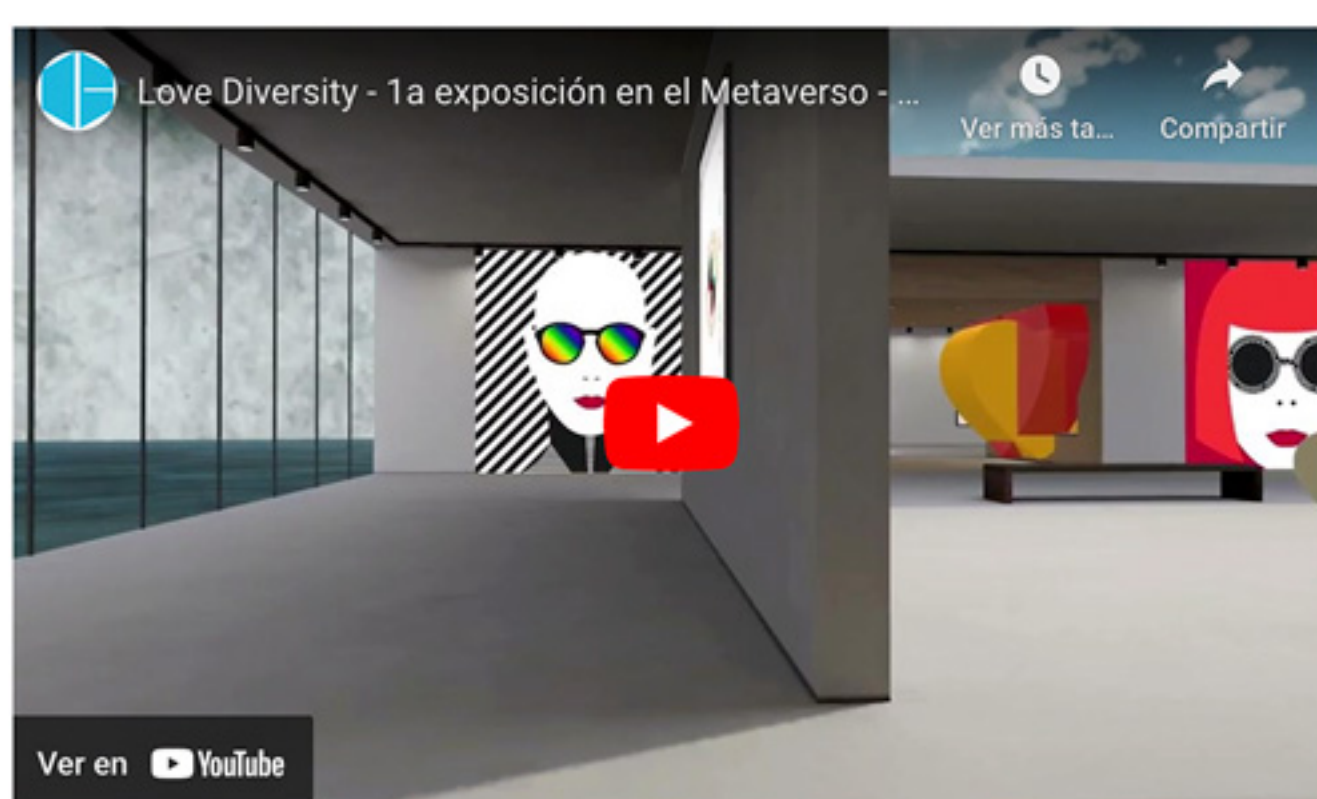 Love Diversity - 1a exposición en el Metaverso - ...
Ver más ta...
Compartir
Ver en YouTube